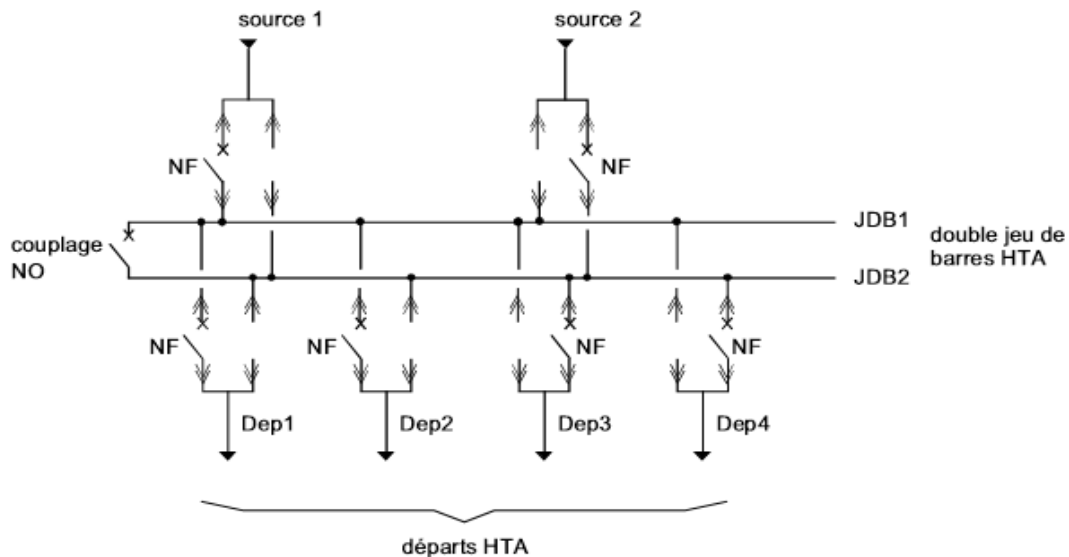 source 1
source 2
NF
NF
JDB1
couplage
NO
double jeu de
barres HTA
JDB2
NF
NF
NF
NF
Dep1
Dep2
Dep3
Dep4
départs HTA